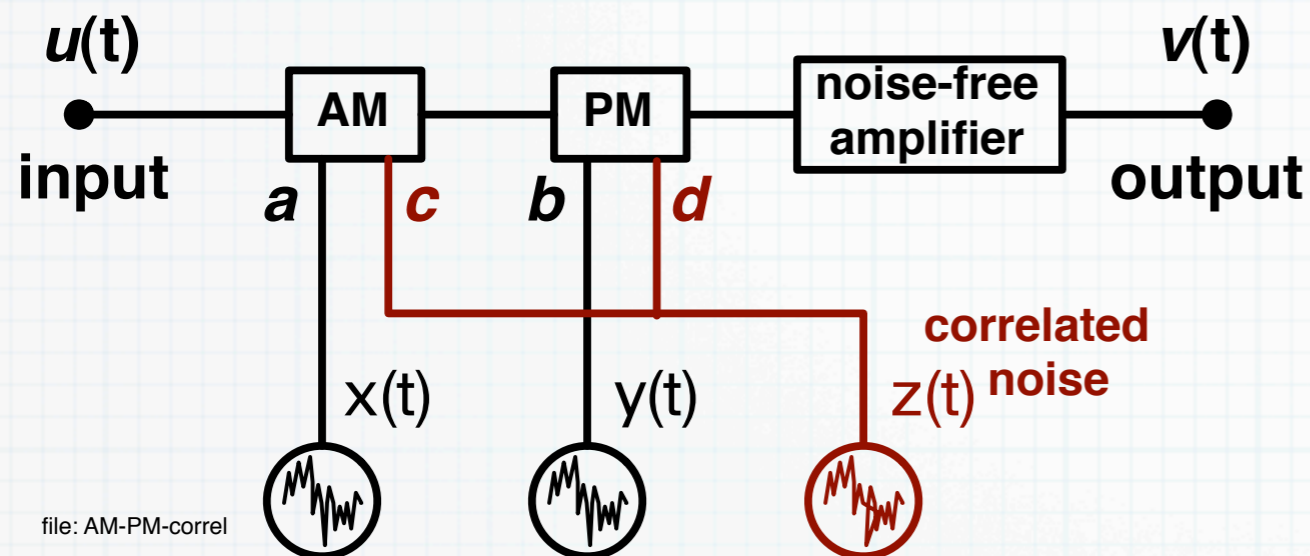 u(t)
v(t)
AM
PM
noise-free
amplifier
input
output
a
c
b
d
correlated
noise
x(t)
y(t)
z(t)
file: AM-PM-correl